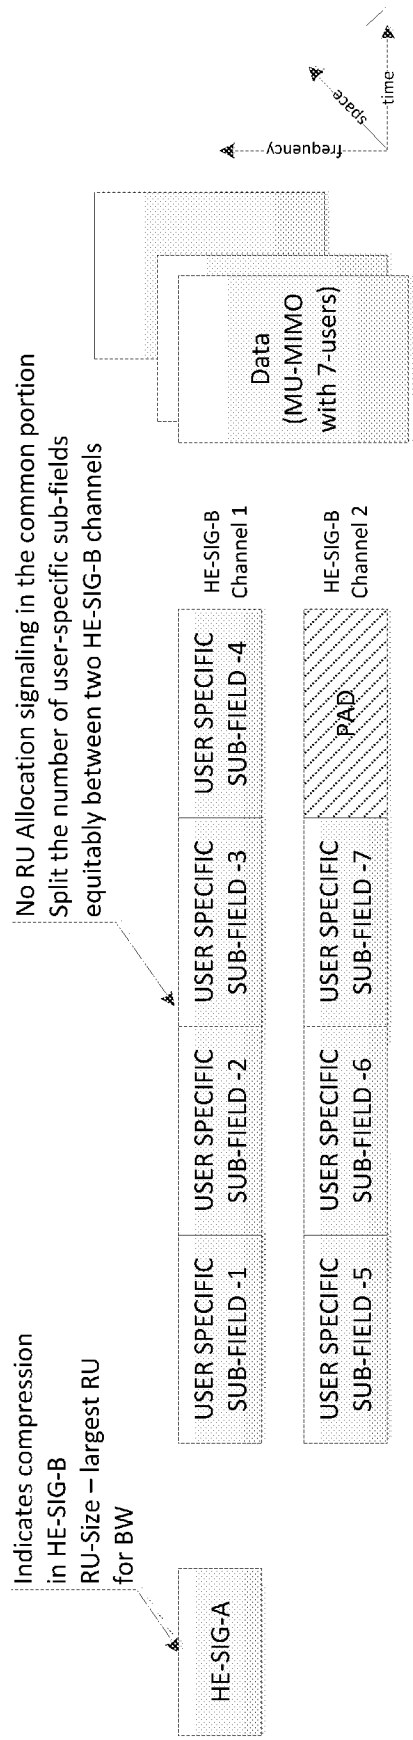 Indicates compression
in HE-SIG-B
RU-Size – largest RU
for BW
HE-SIG-A
No RU Allocation signaling in the common portion
Split the number of user-specific sub-fields
equitably between two HE-SIG-B channels
USER SPECIFIC
SUB-FIELD -1
USER SPECIFIC
SUB-FIELD -2
USER SPECIFIC
SUB-FIELD -3
USER SPECIFIC
SUB-FIELD -4
HE-SIG-B
Channel 1
USER SPECIFIC
SUB-FIELD -5
USER SPECIFIC
SUB-FIELD -6
USER SPECIFIC
SUB-FIELD -7
PAD
HE-SIG-B
Channel 2
Data
(MU-MIMO
with 7-users)
frequency
space
time